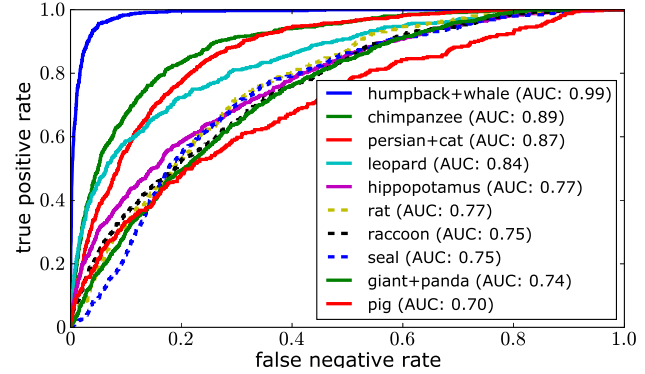 1.0
0.8
0.6
0.4
0.2
0
true positive rate
humpback+whale (AUC: 0.99)
chimpanzee (AUC: 0.89)
persian+cat (AUC: 0.87)
leopard (AUC: 0.84)
hippopotamus (AUC: 0.77)
rat (AUC: 0.77)
raccoon (AUC: 0.75)
seal (AUC: 0.75)
giant+panda (AUC: 0.74)
pig (AUC: 0.70)
0 0.2 0.4 0.6 0.8 1.0
false negative rate